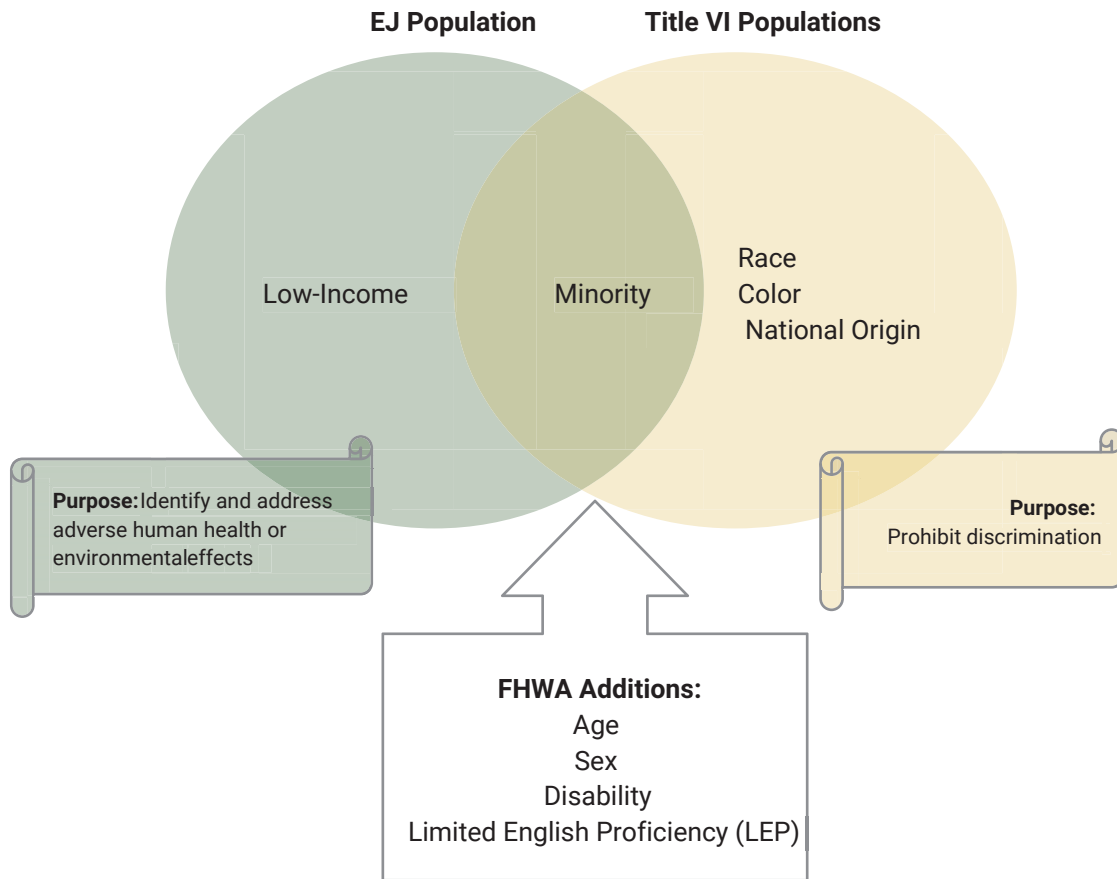 EJ Population
Title VI Populations
Low-Income
Minority
Race
Color
National Origin
Purpose:Identify and address
adverse human health or
environmentaleffects
Purpose:
Prohibit discrimination
FHWA Additions:
Age
Sex
Disability
Limited English Proficiency (LEP)